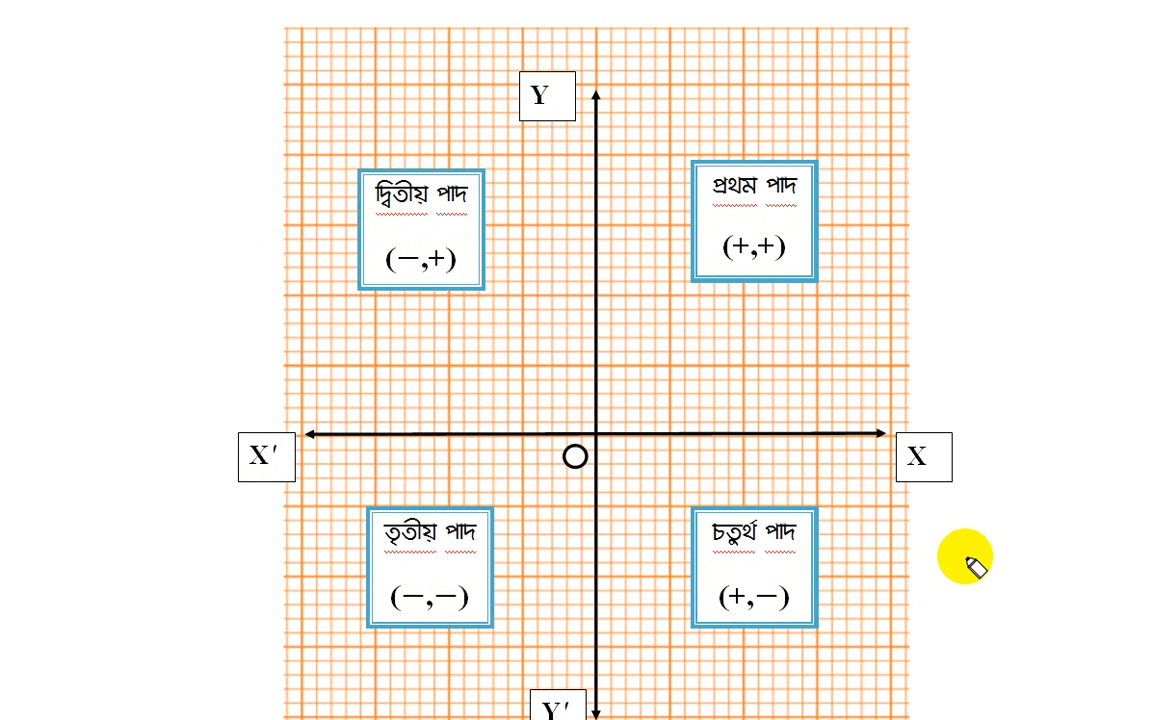 Y
দ্বিতীয় পাদ
(−,+)
প্রথম পাদ
(+,+)
X′
O
X
তৃতীয় পাদ
(−,−)
চতুর্থ পাদ
(+,−)
Y′